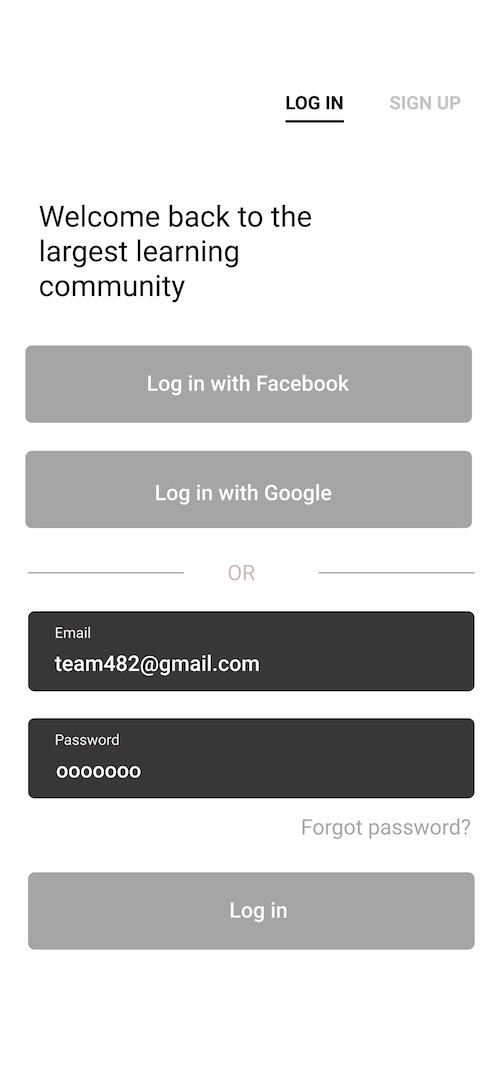 LOG IN SIGN UP
Welcome back to the
largest learning
community
Log in with Facebook
Log in with Google
OR
Email
team482@gmail.com
Password
ooooooo
Forgot password?
Log in